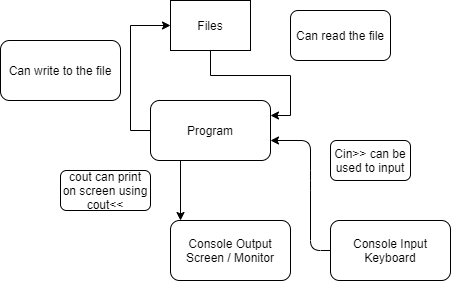 Files
Can read the file
Can write to the file
Program
Cin>> can be
used to input
cout can print
on screen using
cout<<
Console Output
Screen / Monitor
Console Input
Keyboard